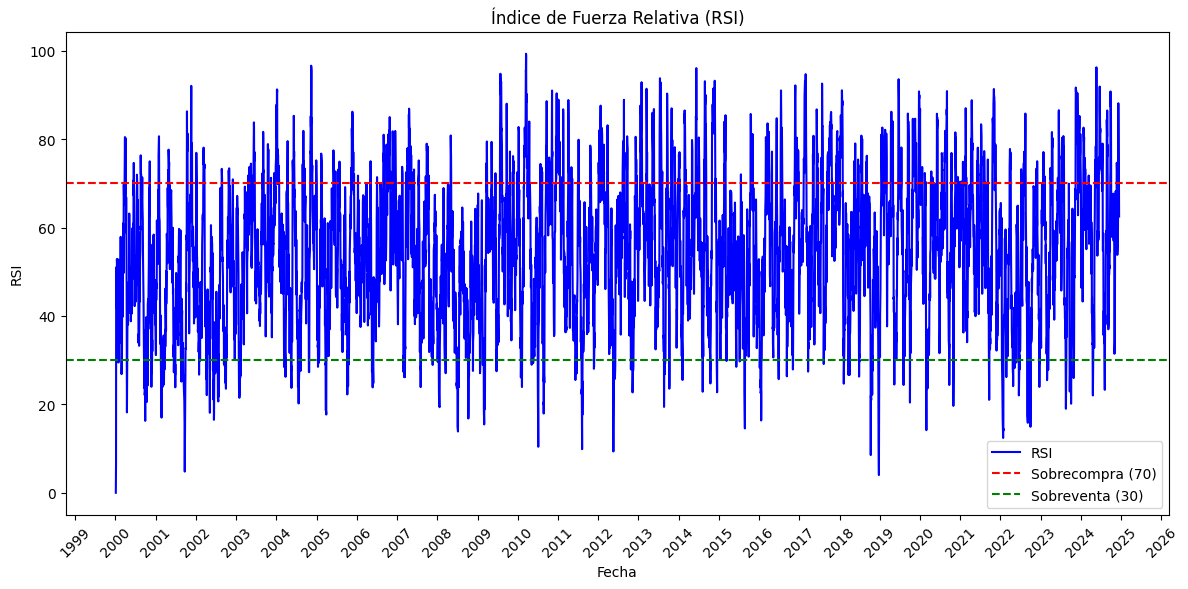 Índice de Fuerza Relativa (RSI)
RSI
100
80
60
40
20
0
RSI
Sobrecompra (70)
Sobreventa (30)
1999 2000 2001 2002 2003 2004 2005 2006 2007 2008 2009 2010 2011 2012 2013 2014 2015 2016 2017 2018 2019 2020 2021 2022 2023 2024 2025 2026
Fecha